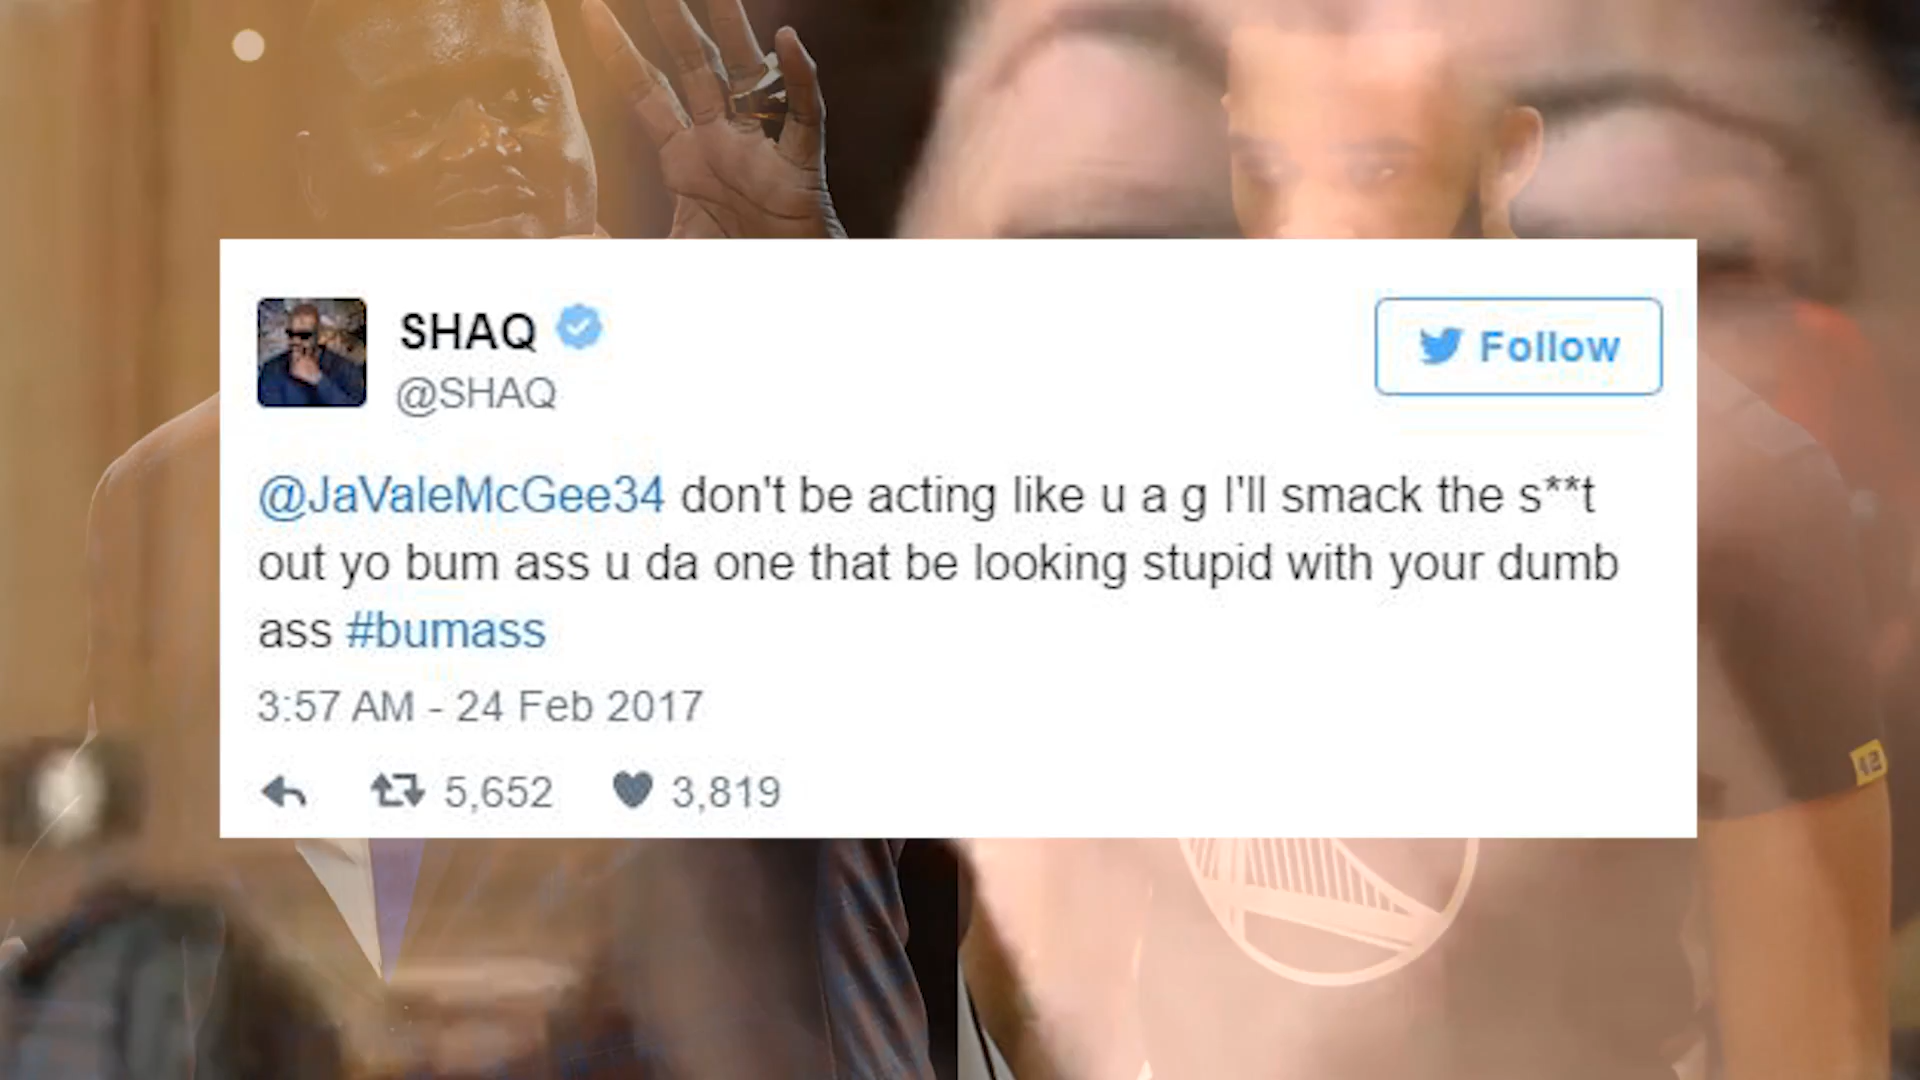 SHAQ
@SHAQ
Follow
@JaValeMcGee34 don't be acting like u a g I'll smack the s**t
out yo bum ass u da one that be looking stupid with your dumb
ass #bumass
3:57 AM - 24 Feb 2017
5,652 3,819
12